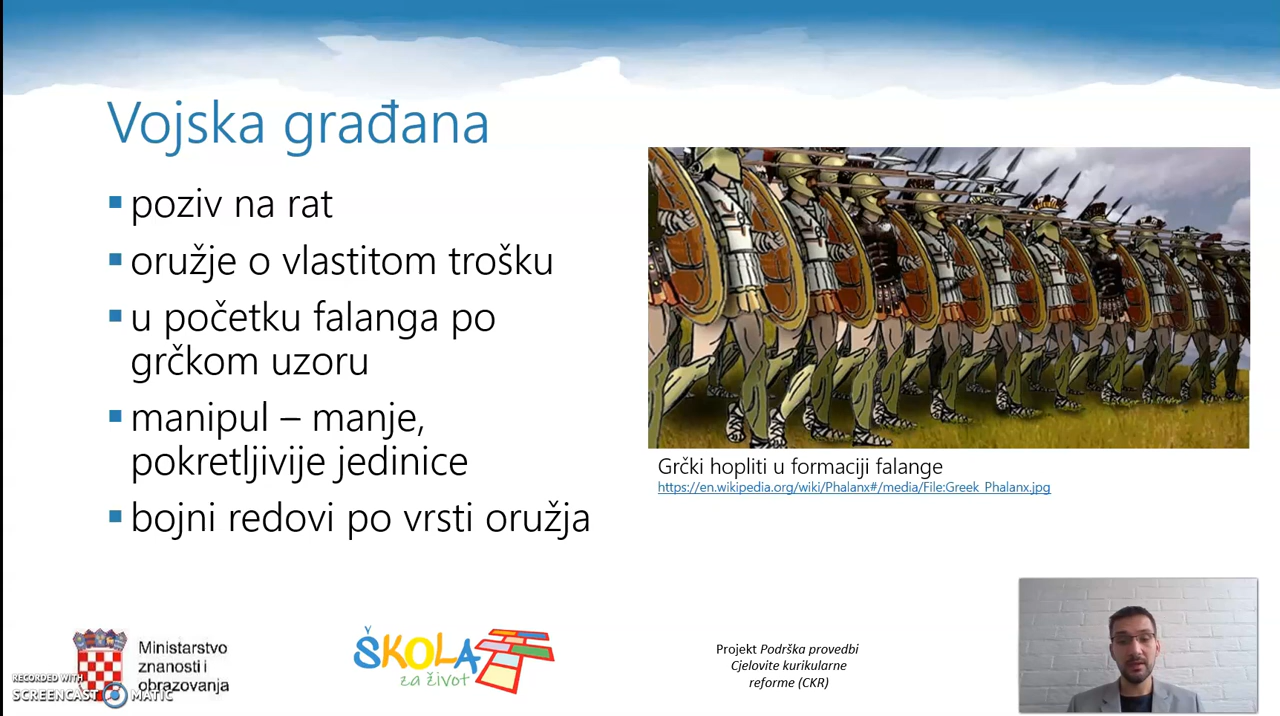 Vojska građana
poziv na rat
oružje o vlastitom trošku
u početku falanga po
grčkom uzoru
manipul – manje,
pokretljivije jedinice
bojni redovi po vrsti oružja
Grčki hopliti u formaciji falange
https://en.wikipedia.org/wiki/Phalanx#/media/File:Greek_Phalanx.jpg
Ministarstvo
znanosti i
obrazovanja
RECORDED WITH
SCREENCAST MATIC
ŠKOLA
za život
Projekt Podrška provedbi
Cjelovite kurikularne
reforme (CKR)